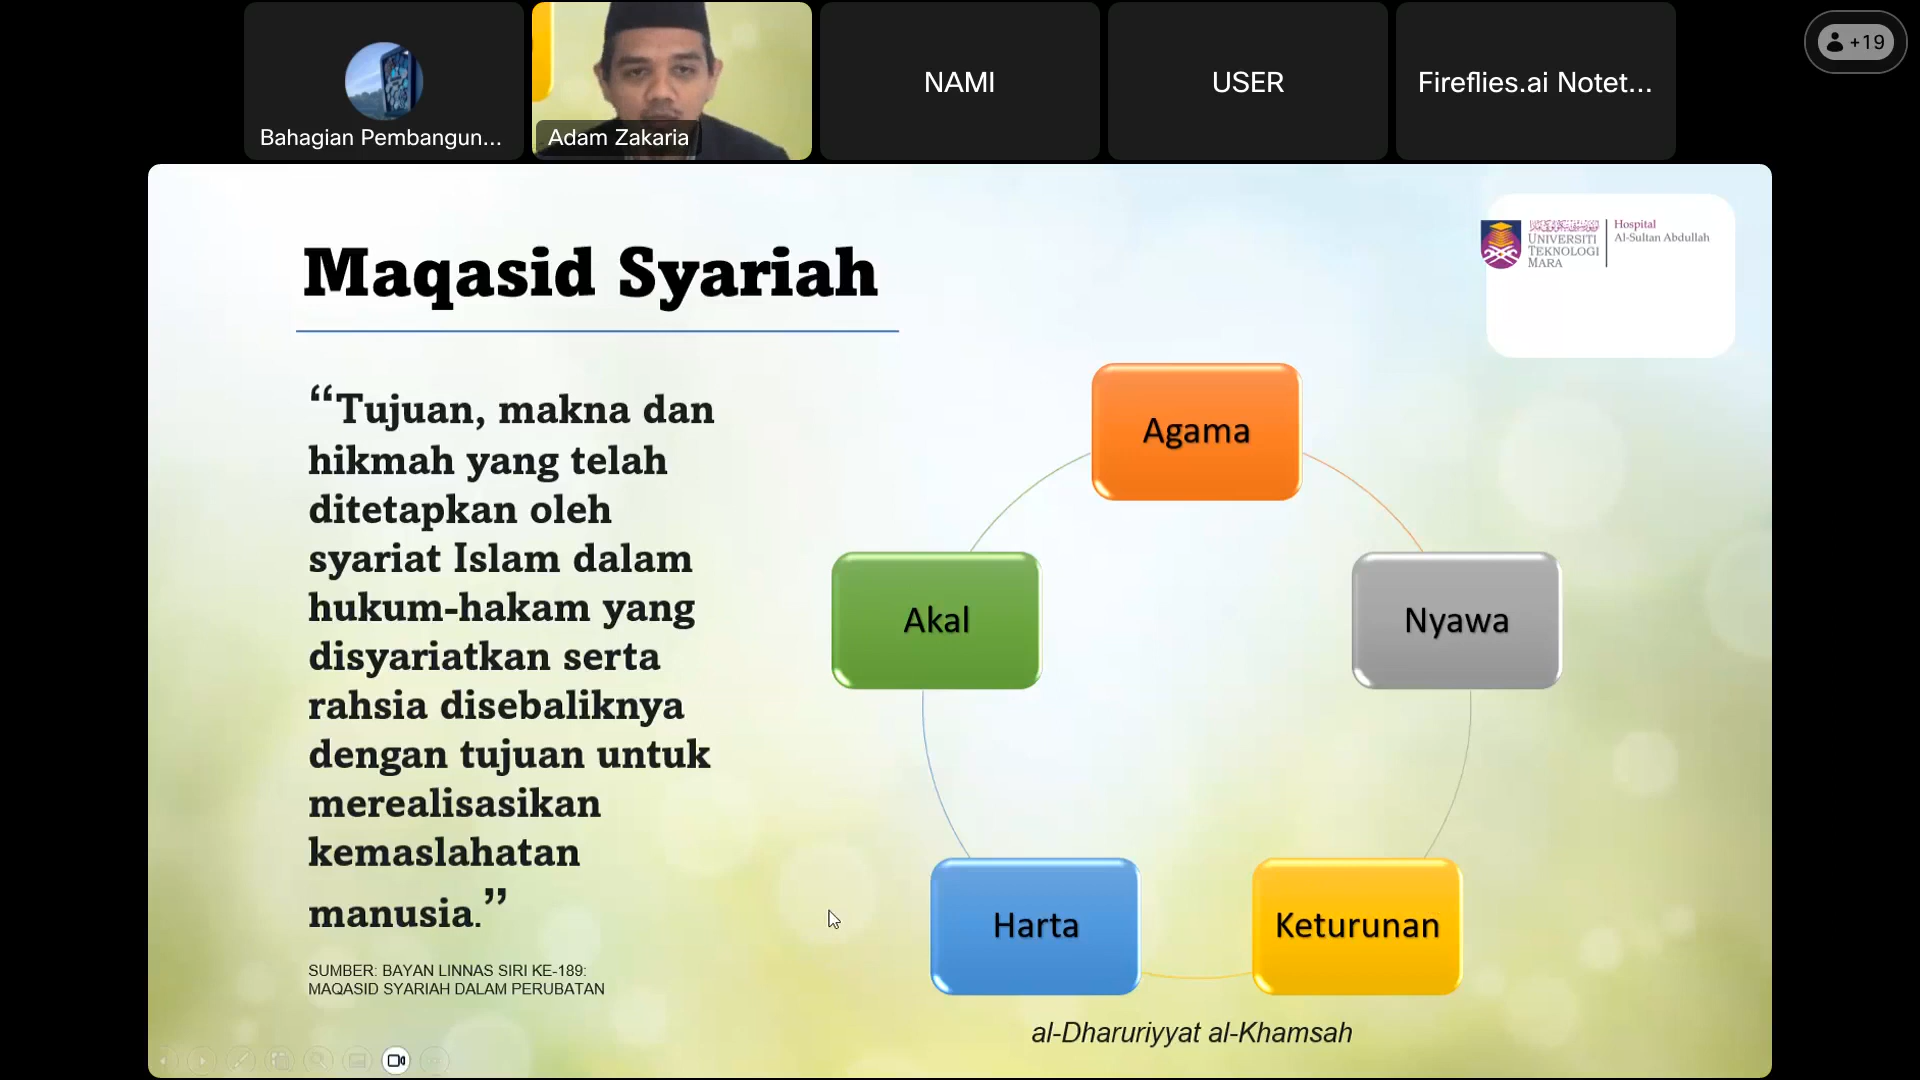 Bahagian Pembangun...
Adam Zakaria
NAMI
USER
Fireflies.ai Notet...
+19
Maqasid Syariah
UNIVERSITI
TEKNOLOGI
MARA
Hospital
Al-Sultan Abdullah
“Tujuan, makna dan
hikmah yang telah
ditetapkan oleh
syariat Islam dalam
hukum-hakam yang
disyariatkan serta
rahsia disebaliknya
dengan tujuan untuk
merealisasikan
kemaslahatan
manusia.”
SUMBER: BAYAN LINNAS SIRI KE-189:
MAQASID SYARIAH DALAM PERUBATAN
Agama
Nyawa
Keturunan
Harta
Akal
al-Dharuriyyat al-Khamsah